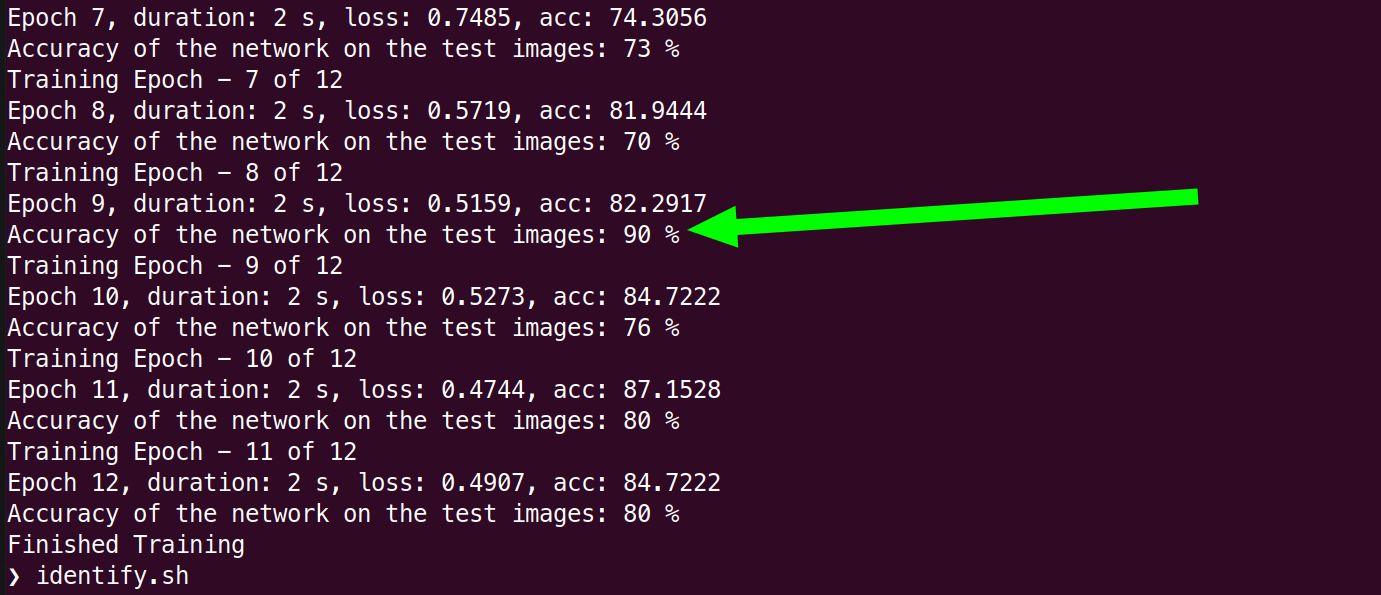 Epoch 7, duration: 2 s, loss: 0.7485, acc: 74.3056
Accuracy of the network on the test images: 73 %
Training Epoch – 7 of 12
Epoch 8, duration: 2 s, loss: 0.5719, acc: 81.9444
Accuracy of the network on the test images: 70 %
Training Epoch – 8 of 12
Epoch 9, duration: 2 s, loss: 0.5159, acc: 82.2917
Accuracy of the network on the test images: 90 %
Training Epoch – 9 of 12
Epoch 10, duration: 2 s, loss: 0.5273, acc: 84.7222
Accuracy of the network on the test images: 76 %
Training Epoch – 10 of 12
Epoch 11, duration: 2 s, loss: 0.4744, acc: 87.1528
Accuracy of the network on the test images: 80 %
Training Epoch – 11 of 12
Epoch 12, duration: 2 s, loss: 0.4907, acc: 84.7222
Accuracy of the network on the test images: 80 %
Finished Training
❯ identify.sh